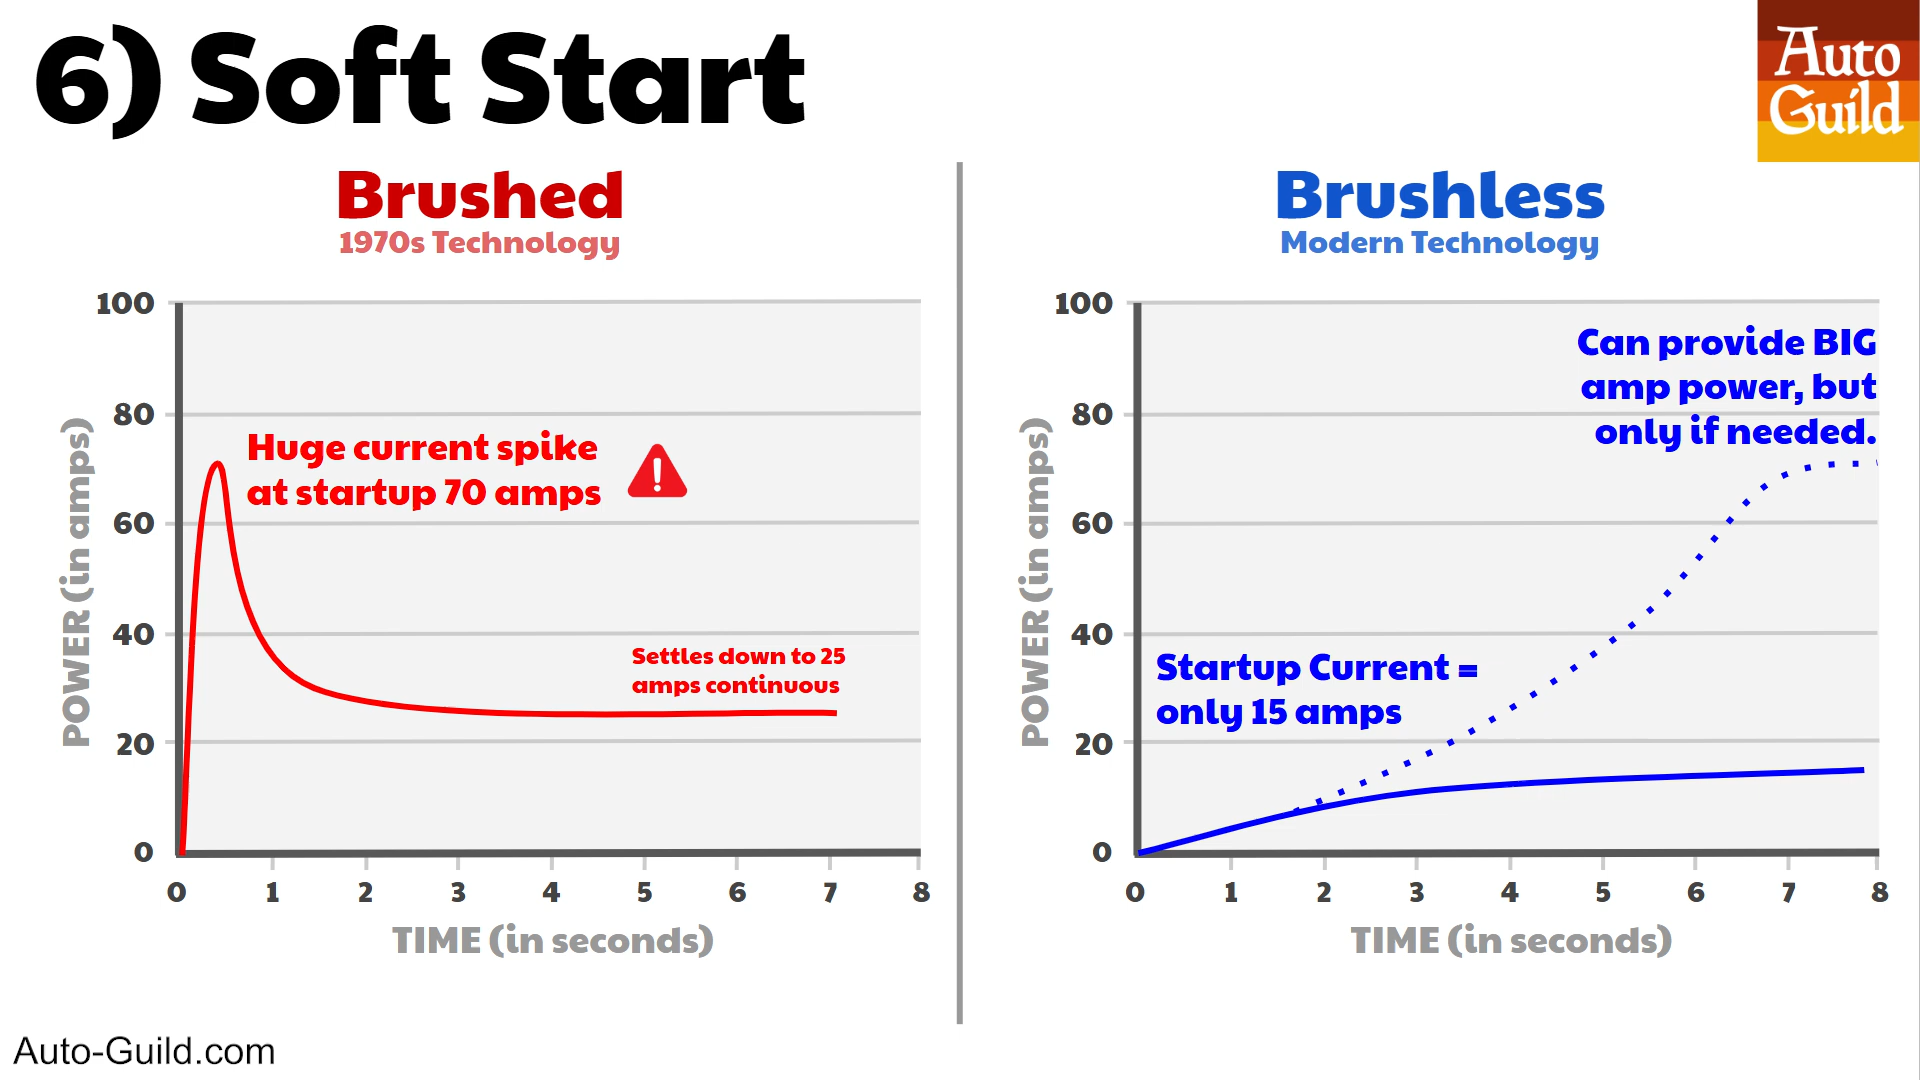 6) Soft Start
Auto
Guild
Brushed
1970s Technology
100
80
60
40
20
0
POWER (in amps)
Huge current spike
at startup 70 amps
Settles down to 25
amps continuous
0 1 2 3 4 5 6 7 8
TIME (in seconds)
Brushless
Modern Technology
100
80
60
40
20
0
POWER (in amps)
Can provide BIG
amp power, but
only if needed.
Startup Current =
only 15 amps
0 1 2 3 4 5 6 7 8
TIME (in seconds)
Auto-Guild.com